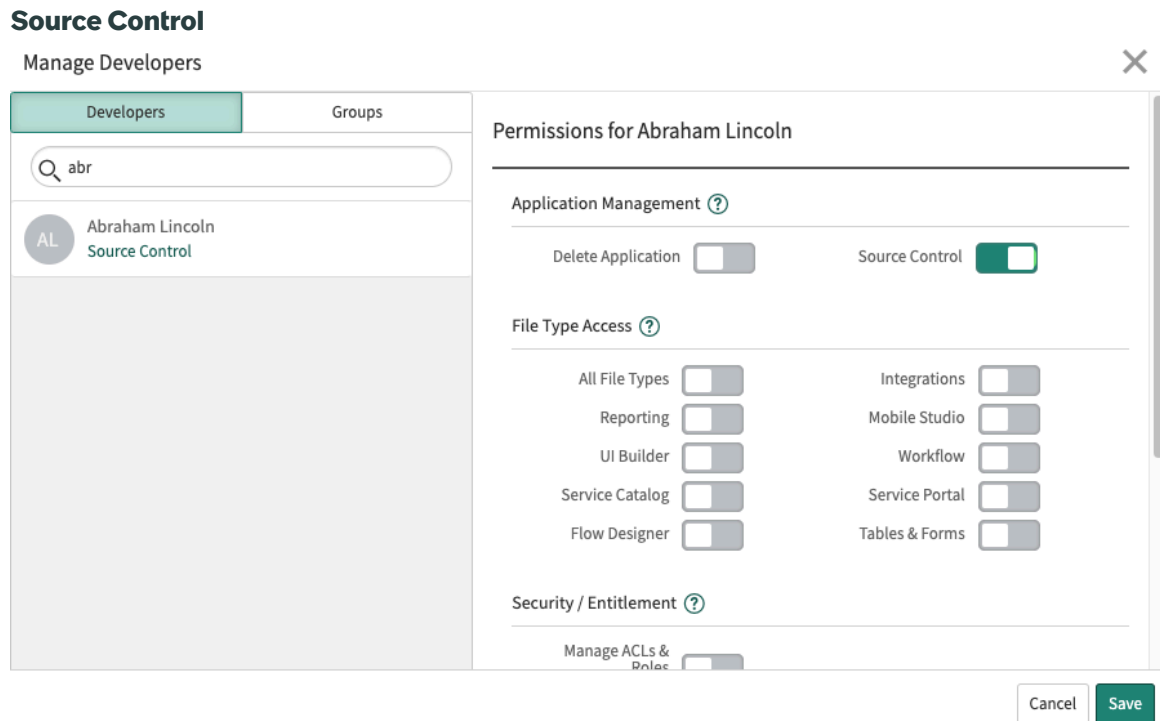 Source Control
Manage Developers
Developers
Groups
abr
AL
Abraham Lincoln
Source Control
Permissions for Abraham Lincoln
Application Management ?
Delete Application
Source Control
File Type Access ?
All File Types
Integrations
Reporting
Mobile Studio
UI Builder
Workflow
Service Catalog
Service Portal
Flow Designer
Tables & Forms
Security / Entitlement ?
Manage ACLs &
Roles
Cancel
Save